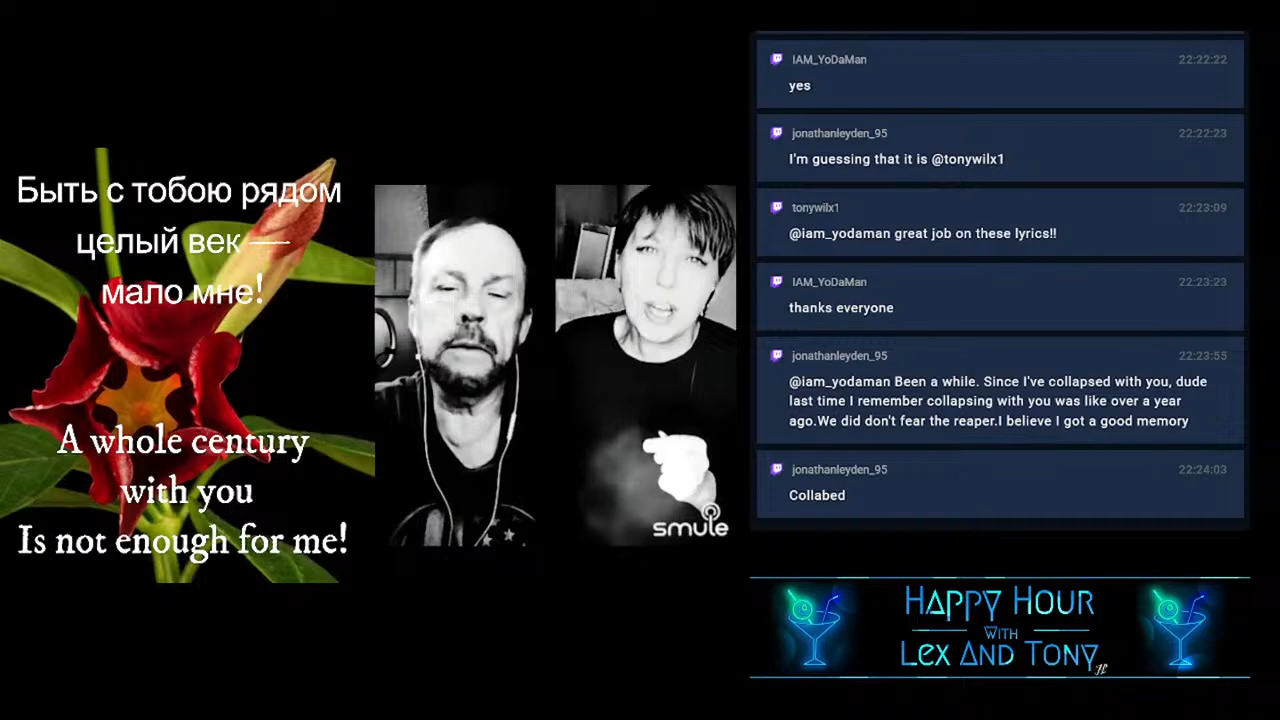 Быть с тобою рядом
целый век —
мало мне!
A whole century
with you
Is not enough for me!
smule
IAM_YoDaMan 22:22:22
yes
jonathanleyden_95 22:22:23
I'm guessing that it is @tonywilx1
tonywilx1 22:23:09
@iam_yodaman great job on these lyrics!!
IAM_YoDaMan 22:23:23
thanks everyone
jonathanleyden_95 22:23:55
@iam_yodaman Been a while. Since I've collapsed with you, dude
last time I remember collapsing with you was like over a year
ago.We did don't fear the reaper.I believe I got a good memory
jonathanleyden_95 22:24:03
Collabed
Happy Hour
with
Lex And Tony